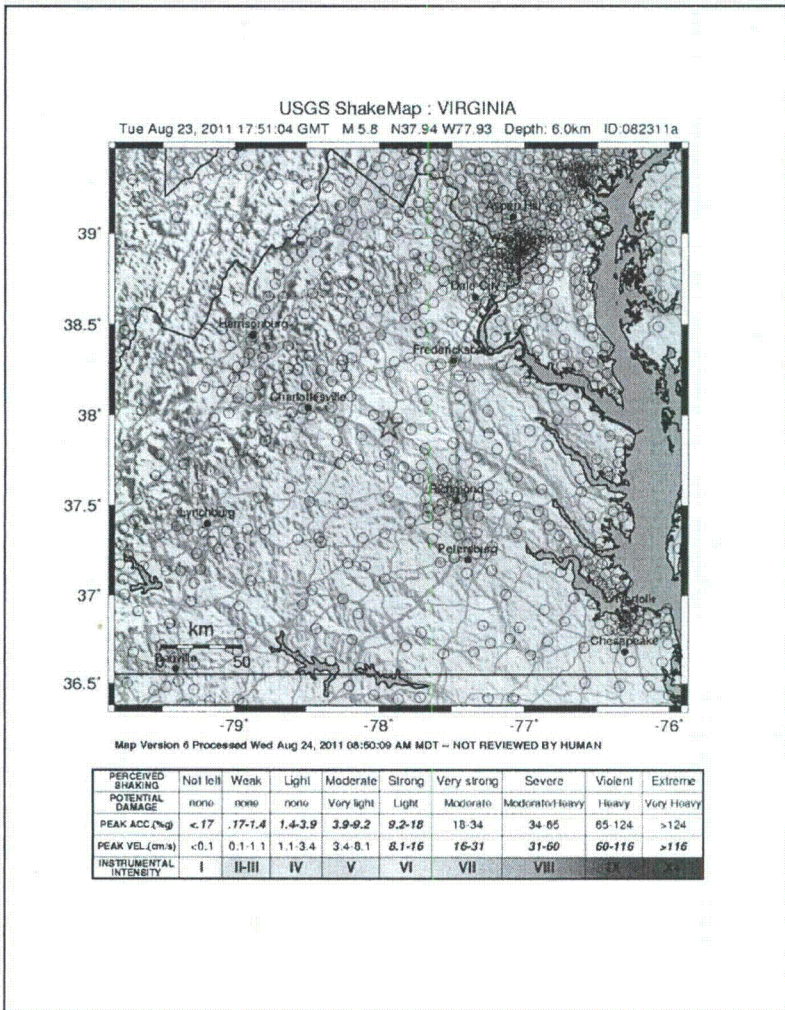 USGS ShakeMap : VIRGINIA
Tue Aug 23, 2011 17:51:04 GMT M 5.8 N37.94 W77.93 Depth: 6.0km ID:082311a
39°
38.5°
38°
37.5°
37°
36.5°
Aspen Hill
Dale City
Harrisonburg
Fredericksburg
Charlottesville
Richmond
Lynchburg
Petersburg
Norfolk
Chesapeake
km
0 50
Danville
-79° -78° -77° -76°
Map Version 6 Processed Wed Aug 24, 2011 08:50:09 AM MDT -- NOT REVIEWED BY HUMAN
PERCEIVED SHAKING Not felt Weak Light Moderate Strong Very strong Severe Violent Extreme
POTENTIAL DAMAGE none none none Very light Light Moderate Moderate/Heavy Heavy Very Heavy
PEAK ACC.(%g) <.17 .17-1.4 1.4-3.9 3.9-9.2 9.2-18 18-34 34-65 65-124 >124
PEAK VEL.(cm/s) <0.1 0.1-1.1 1.1-3.4 3.4-8.1 8.1-16 16-31 31-60 60-116 >116
INSTRUMENTAL INTENSITY I II-III IV V VI VII VIII IX X+